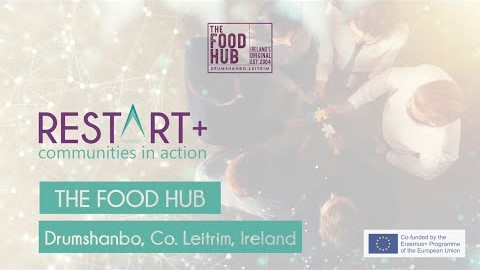 THE
FOOD
HUB
IRELAND'S
ORIGINAL
EST. 2004
DRUMSHANBO, LEITRIM
RESTART+
communities in action
THE FOOD HUB
Drumshanbo, Co. Leitrim, Ireland
Co-funded by the
Erasmus+ Programme
of the European Union